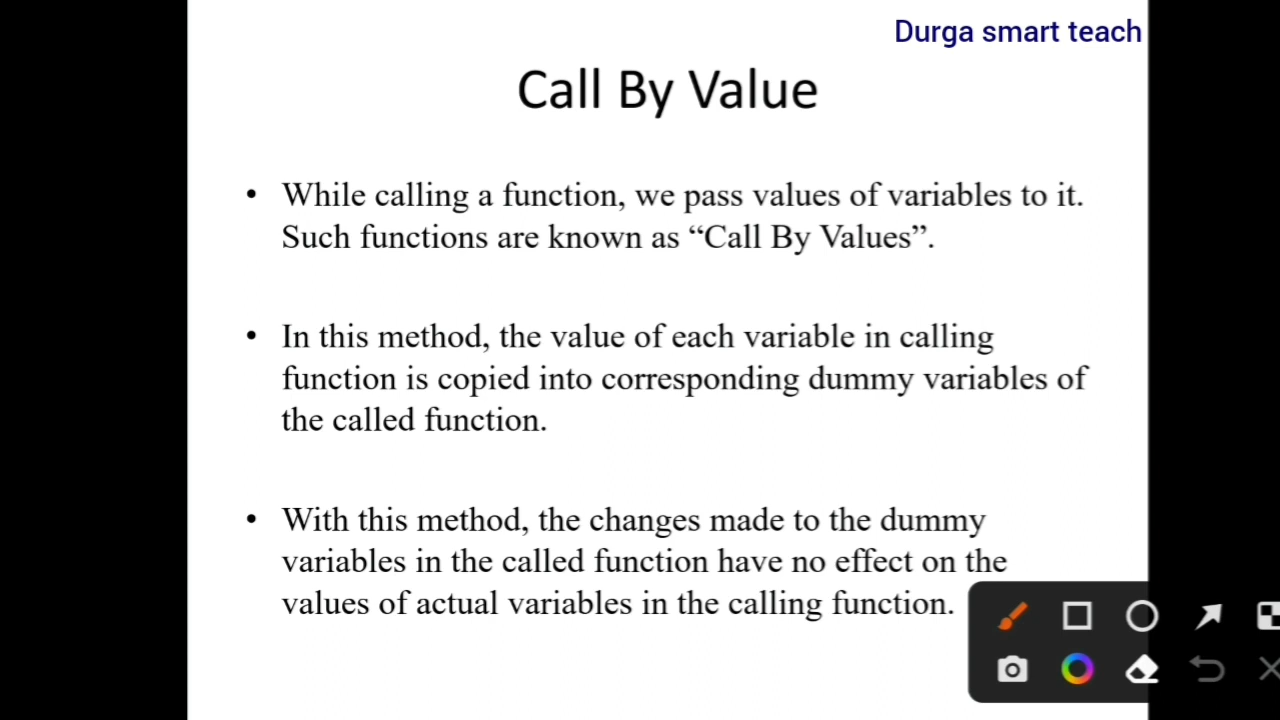 Durga smart teach
Call By Value
• While calling a function, we pass values of variables to it.
Such functions are known as “Call By Values”.
• In this method, the value of each variable in calling
function is copied into corresponding dummy variables of
the called function.
• With this method, the changes made to the dummy
variables in the called function have no effect on the
values of actual variables in the calling function.